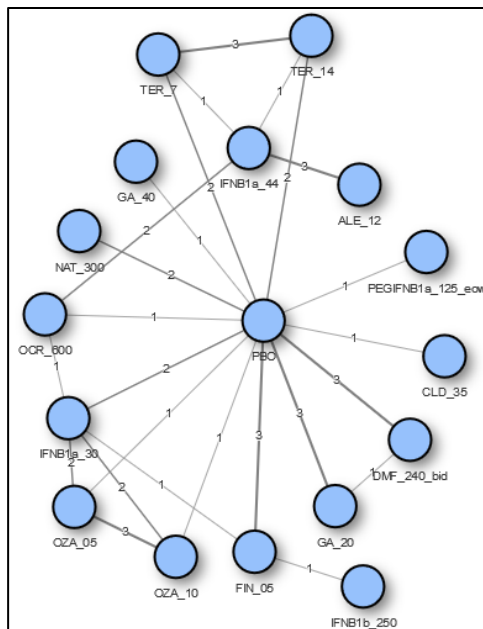 3
TER_7
TER_14
1
1
IFNB1a_44
3
2
2
GA_40
ALE_12
2
1
NAT_300
2
PEGIFNB1a_125_eow
1
OCR_600
1
PBO
1
CLD_35
1
2
3
IFNB1a_30
1
3
3
1
DMF_240_bid
1
2
2
1
OZA_05
3
GA_20
OZA_10
FIN_05
1
IFNB1b_250